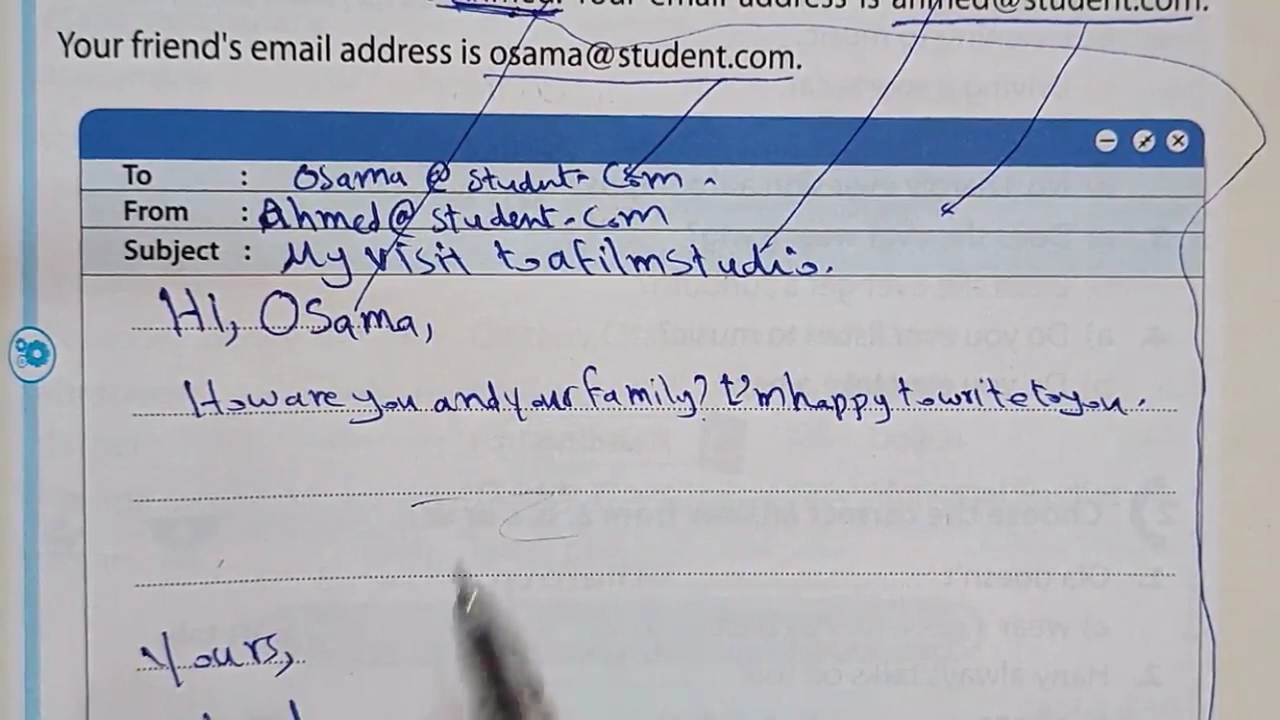 Your email address is ahmed@student.com.
Your friend's email address is osama@student.com.
To : Osama@student.Com.
From : Ahmed@student.Com
Subject : My visit to a film studio.
Hi, Osama,
How are you and your family? I'm happy to write to you.
Yours,